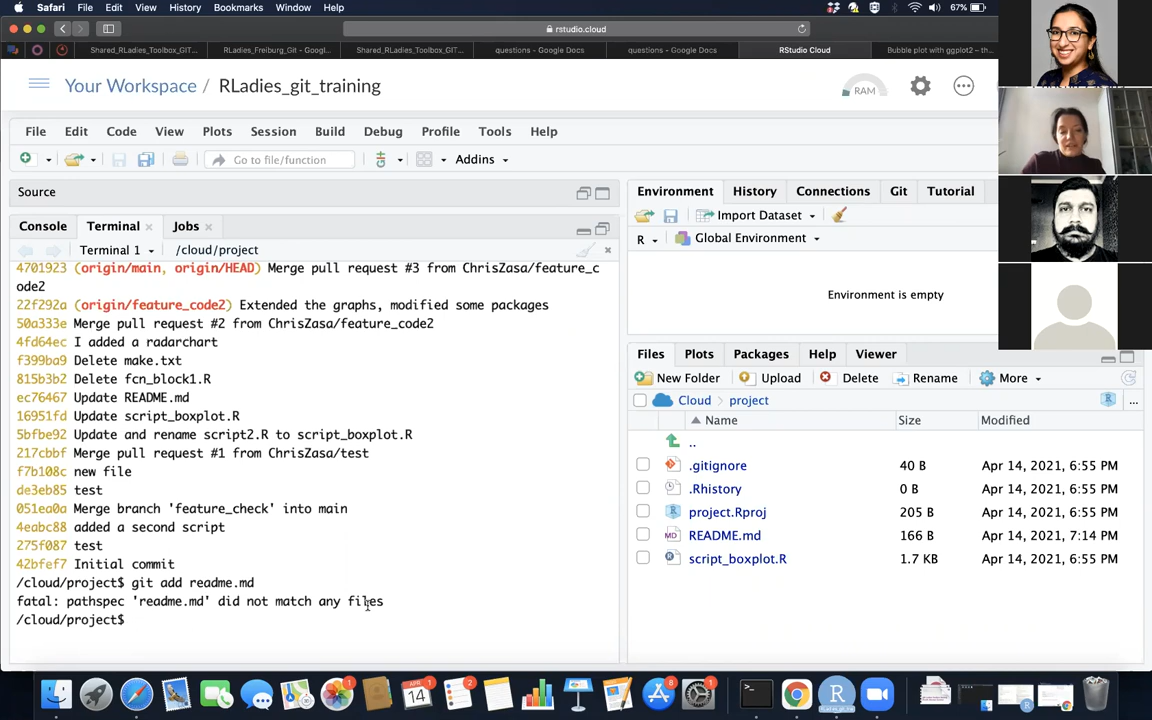 Safari File Edit View History Bookmarks Window Help 67%
rstudio.cloud
Shared_RLadies_Toolbox_GIT... RLadies_Freiburg_Git - Googl... Shared_RLadies_Toolbox_GIT... questions - Google Docs questions - Google Docs RStudio Cloud Bubble plot with ggplot2 – th...
Your Workspace / RLadies_git_training
RAM
File Edit Code View Plots Session Build Debug Profile Tools Help
Go to file/function Addins
Source
Console Terminal Jobs
Terminal 1 /cloud/project
4701923 (origin/main, origin/HEAD) Merge pull request #3 from ChrisZasa/feature_c
ode2
22f292a (origin/feature_code2) Extended the graphs, modified some packages
50a333e Merge pull request #2 from ChrisZasa/feature_code2
4fd64ec I added a radarchart
f399ba9 Delete make.txt
815b3b2 Delete fcn_block1.R
ec76467 Update README.md
16951fd Update script_boxplot.R
5bfbe92 Update and rename script2.R to script_boxplot.R
217cbbf Merge pull request #1 from ChrisZasa/test
f7b108c new file
de3eb85 test
051ea0a Merge branch 'feature_check' into main
4eabc88 added a second script
275f087 test
42bfef7 Initial commit
/cloud/project$ git add readme.md
fatal: pathspec 'readme.md' did not match any files
/cloud/project$
Environment History Connections Git Tutorial
Import Dataset
R Global Environment
Environment is empty
Files Plots Packages Help Viewer
New Folder Upload Delete Rename More
Cloud project ...
Name Size Modified
..
.gitignore 40 B Apr 14, 2021, 6:55 PM
.Rhistory 0 B Apr 14, 2021, 6:55 PM
project.Rproj 205 B Apr 14, 2021, 6:55 PM
README.md 166 B Apr 14, 2021, 7:14 PM
script_boxplot.R 1.7 KB Apr 14, 2021, 6:55 PM